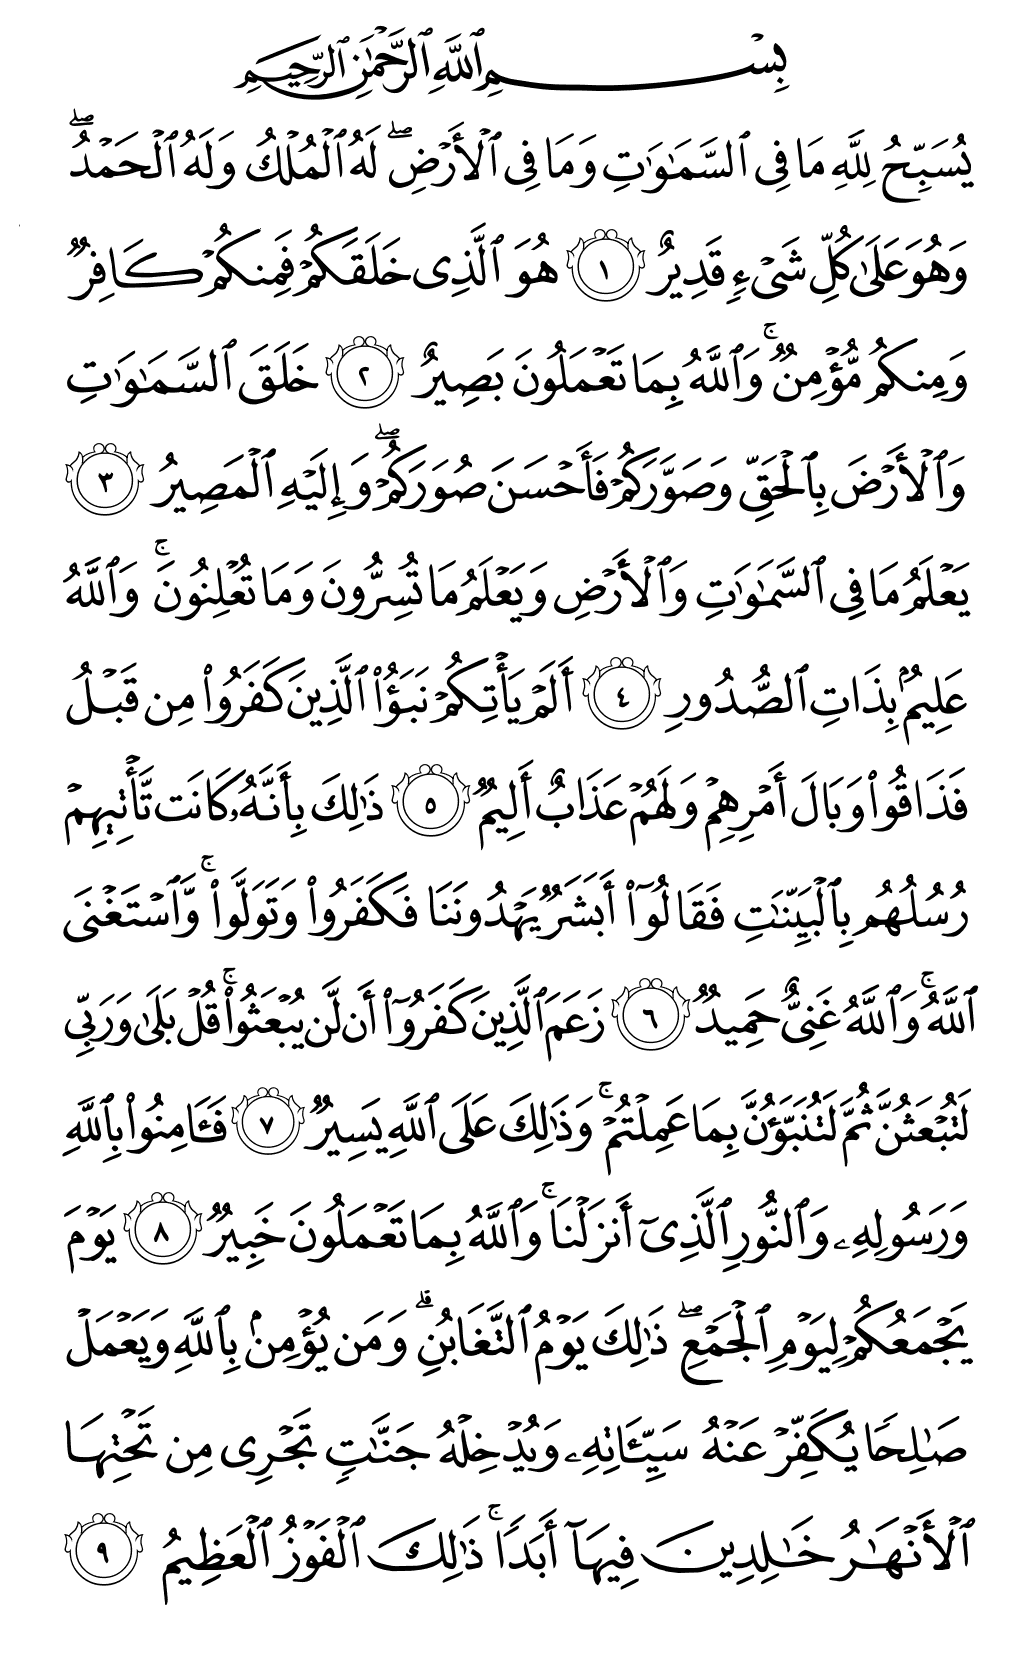 بِسْمِ ٱللَّهِ ٱلرَّحْمَٰنِ ٱلرَّحِيمِ
يُسَبِّحُ لِلَّهِ مَا فِى ٱلسَّمَٰوَٰتِ وَمَا فِى ٱلْأَرْضِ ۖ لَهُ ٱلْمُلْكُ وَلَهُ ٱلْحَمْدُ ۖ
وَهُوَ عَلَىٰ كُلِّ شَىْءٍ قَدِيرٌ ١ هُوَ ٱلَّذِى خَلَقَكُمْ فَمِنكُمْ كَافِرٌ
وَمِنكُم مُّؤْمِنٌ ۚ وَٱللَّهُ بِمَا تَعْمَلُونَ بَصِيرٌ ٢ خَلَقَ ٱلسَّمَٰوَٰتِ
وَٱلْأَرْضَ بِٱلْحَقِّ وَصَوَّرَكُمْ فَأَحْسَنَ صُوَرَكُمْ ۖ وَإِلَيْهِ ٱلْمَصِيرُ ٣
يَعْلَمُ مَا فِى ٱلسَّمَٰوَٰتِ وَٱلْأَرْضِ وَيَعْلَمُ مَا تُسِرُّونَ وَمَا تُعْلِنُونَ ۚ وَٱللَّهُ
عَلِيمٌۢ بِذَاتِ ٱلصُّدُورِ ٤ أَلَمْ يَأْتِكُمْ نَبَؤُا۟ ٱلَّذِينَ كَفَرُوا۟ مِن قَبْلُ
فَذَاقُوا۟ وَبَالَ أَمْرِهِمْ وَلَهُمْ عَذَابٌ أَلِيمٌ ٥ ذَٰلِكَ بِأَنَّهُۥ كَانَت تَّأْتِيهِمْ
رُسُلُهُم بِٱلْبَيِّنَٰتِ فَقَالُوٓا۟ أَبَشَرٌ يَهْدُونَنَا فَكَفَرُوا۟ وَتَوَلَّوا۟ ۚ وَّٱسْتَغْنَى
ٱللَّهُ ۚ وَٱللَّهُ غَنِىٌّ حَمِيدٌ ٦ زَعَمَ ٱلَّذِينَ كَفَرُوٓا۟ أَن لَّن يُبْعَثُوا۟ ۚ قُلْ بَلَىٰ وَرَبِّى
لَتُبْعَثُنَّ ثُمَّ لَتُنَبَّؤُنَّ بِمَا عَمِلْتُمْ ۚ وَذَٰلِكَ عَلَى ٱللَّهِ يَسِيرٌ ٧ فَـَٔامِنُوا۟ بِٱللَّهِ
وَرَسُولِهِۦ وَٱلنُّورِ ٱلَّذِىٓ أَنزَلْنَا ۚ وَٱللَّهُ بِمَا تَعْمَلُونَ خَبِيرٌ ٨ يَوْمَ
يَجْمَعُكُمْ لِيَوْمِ ٱلْجَمْعِ ۖ ذَٰلِكَ يَوْمُ ٱلتَّغَابُنِ ۗ وَمَن يُؤْمِنۢ بِٱللَّهِ وَيَعْمَلْ
صَٰلِحًا يُكَفِّرْ عَنْهُ سَيِّـَٔاتِهِۦ وَيُدْخِلْهُ جَنَّٰتٍ تَجْرِى مِن تَحْتِهَا
ٱلْأَنْهَٰرُ خَٰلِدِينَ فِيهَآ أَبَدًا ۚ ذَٰلِكَ ٱلْفَوْزُ ٱلْعَظِيمُ ٩